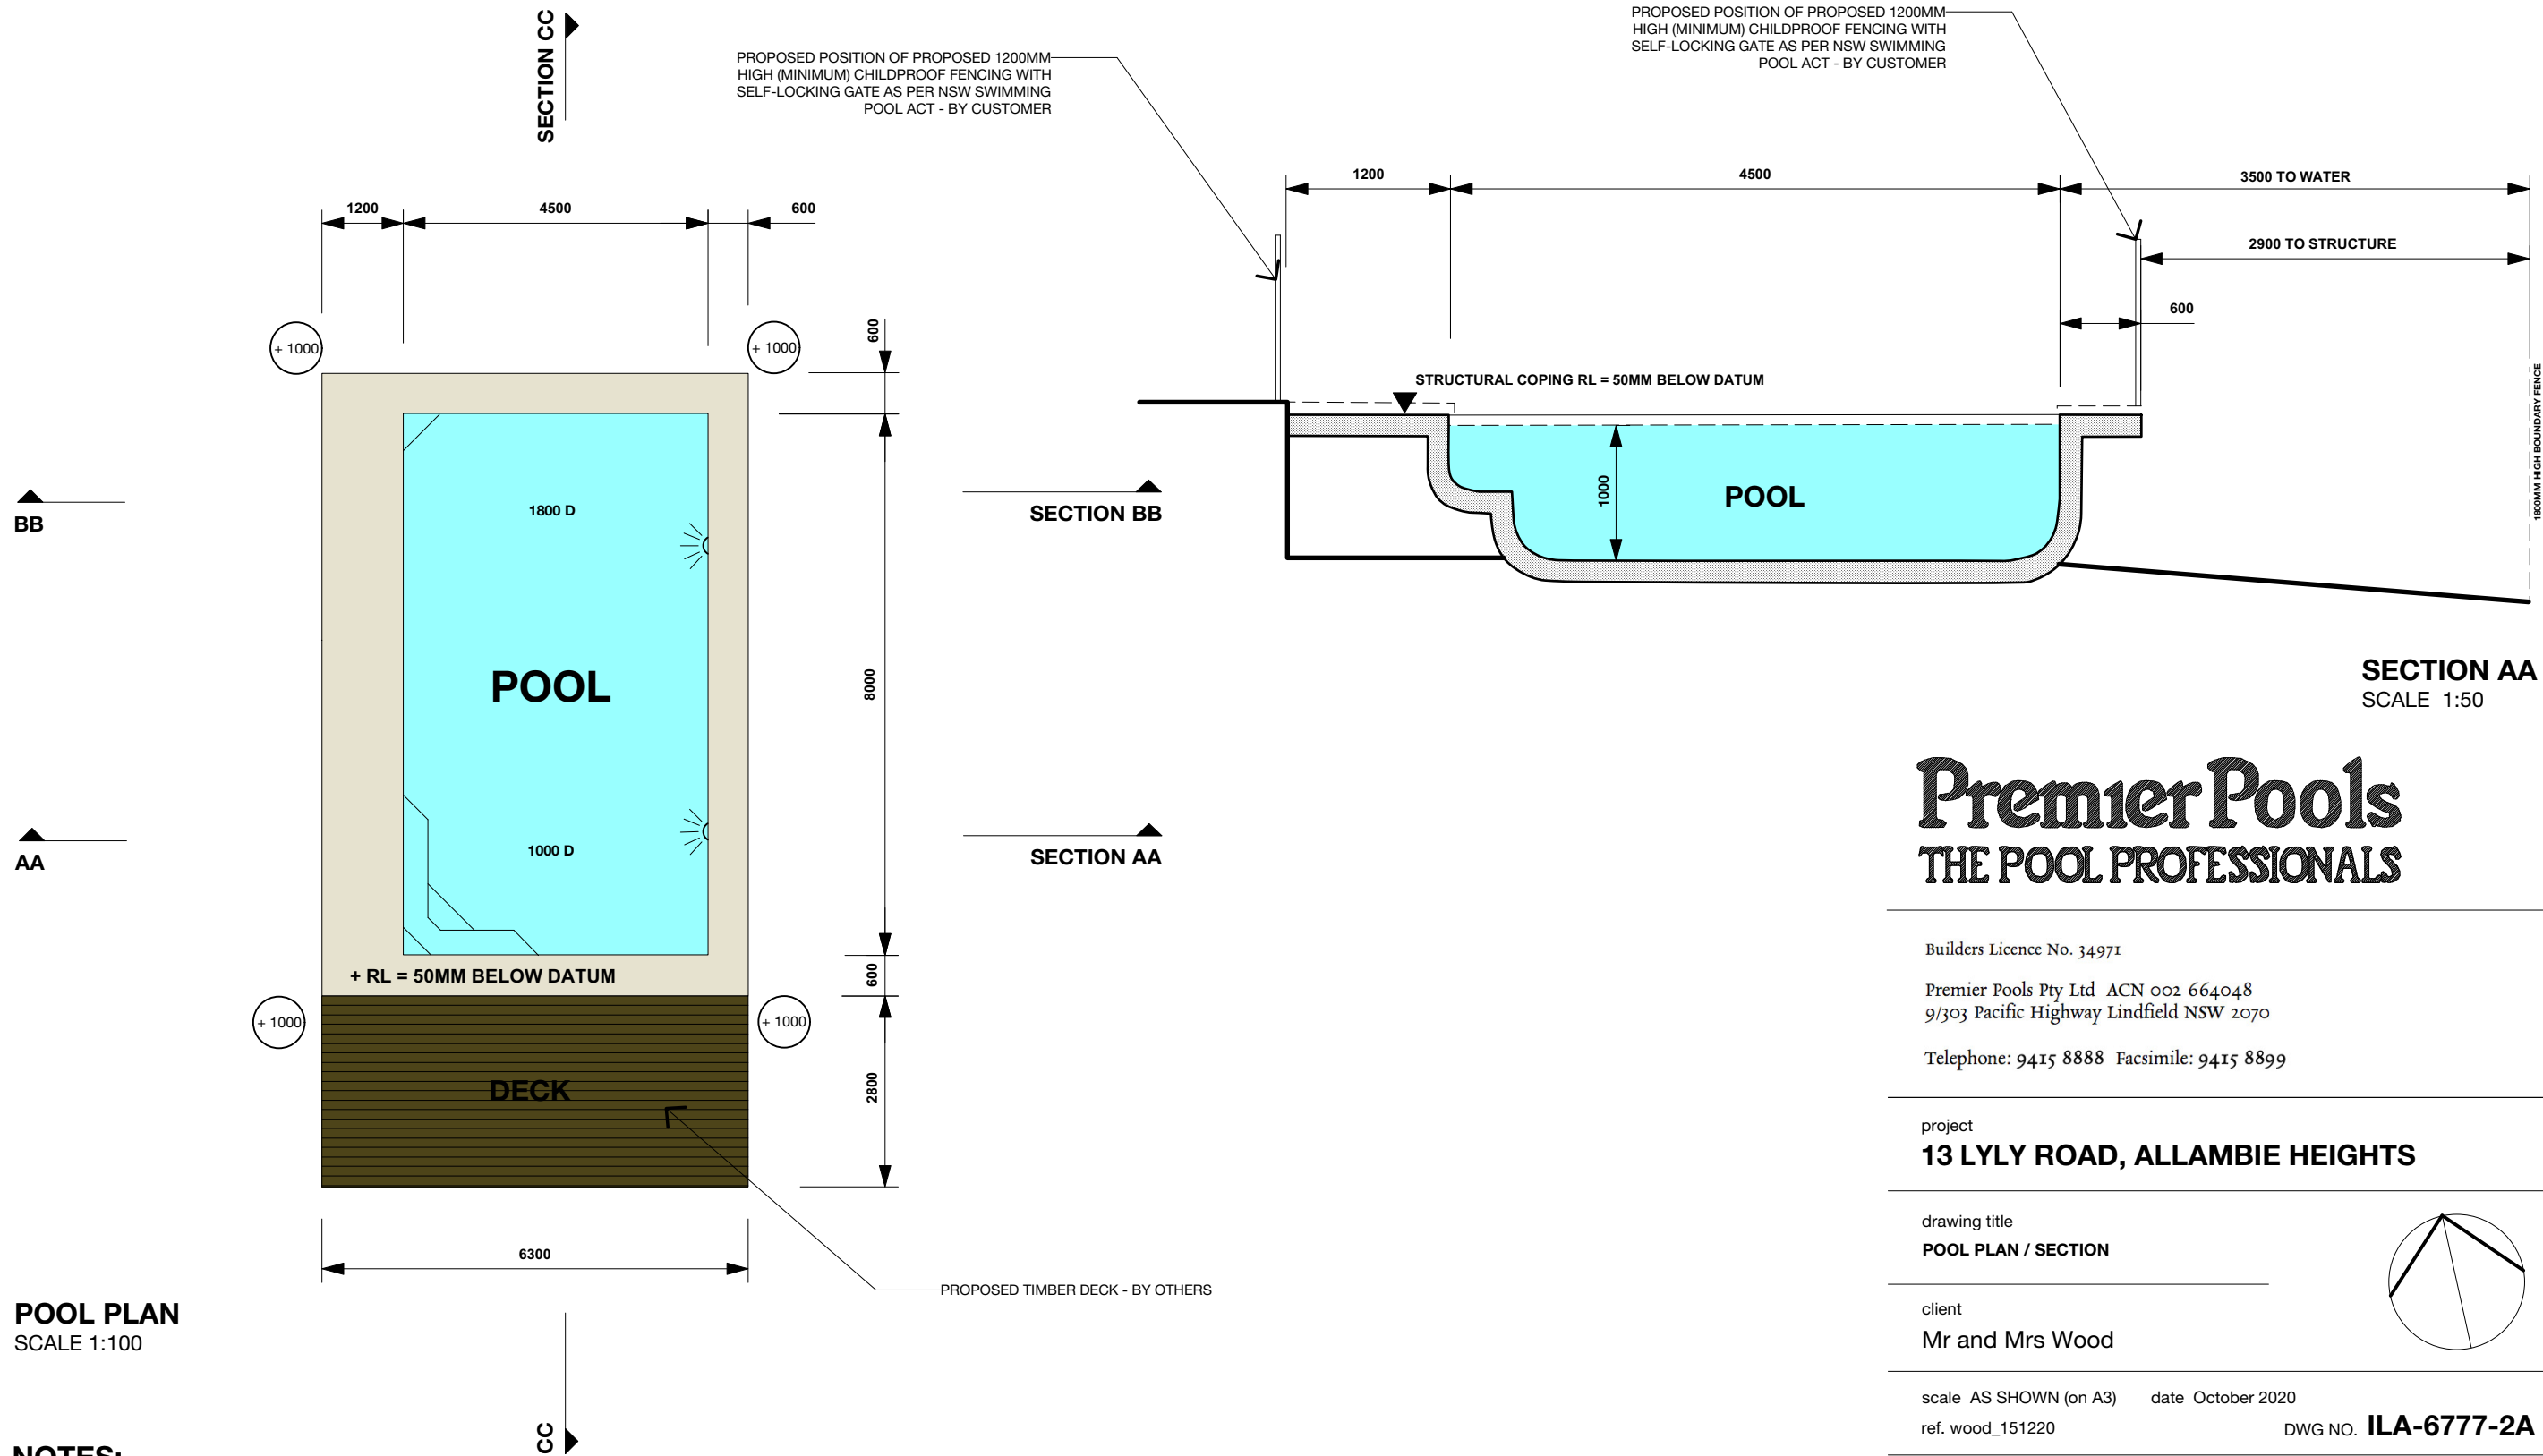 SECTION CC
PROPOSED POSITION OF PROPOSED 1200MM
HIGH (MINIMUM) CHILDPROOF FENCING WITH
SELF-LOCKING GATE AS PER NSW SWIMMING
POOL ACT - BY CUSTOMER
PROPOSED POSITION OF PROPOSED 1200MM
HIGH (MINIMUM) CHILDPROOF FENCING WITH
SELF-LOCKING GATE AS PER NSW SWIMMING
POOL ACT - BY CUSTOMER
1200
4500
600
+ 1000
+ 1000
600
1800 D
BB
SECTION BB
POOL
8000
AA
1000 D
SECTION AA
+ RL = 50MM BELOW DATUM
600
+ 1000
+ 1000
DECK
2800
6300
PROPOSED TIMBER DECK - BY OTHERS
POOL PLAN
SCALE 1:100
CC
NOTES:
1200
4500
3500 TO WATER
2900 TO STRUCTURE
600
STRUCTURAL COPING RL = 50MM BELOW DATUM
1000
POOL
1800MM HIGH BOUNDARY FENCE
SECTION AA
SCALE 1:50
Premier Pools
THE POOL PROFESSIONALS
Builders Licence No. 34971
Premier Pools Pty Ltd ACN 002 664048
9/303 Pacific Highway Lindfield NSW 2070
Telephone: 9415 8888 Facsimile: 9415 8899
project
13 LYLY ROAD, ALLAMBIE HEIGHTS
drawing title
POOL PLAN / SECTION
client
Mr and Mrs Wood
scale AS SHOWN (on A3) date October 2020
ref. wood_151220 DWG NO. ILA-6777-2A